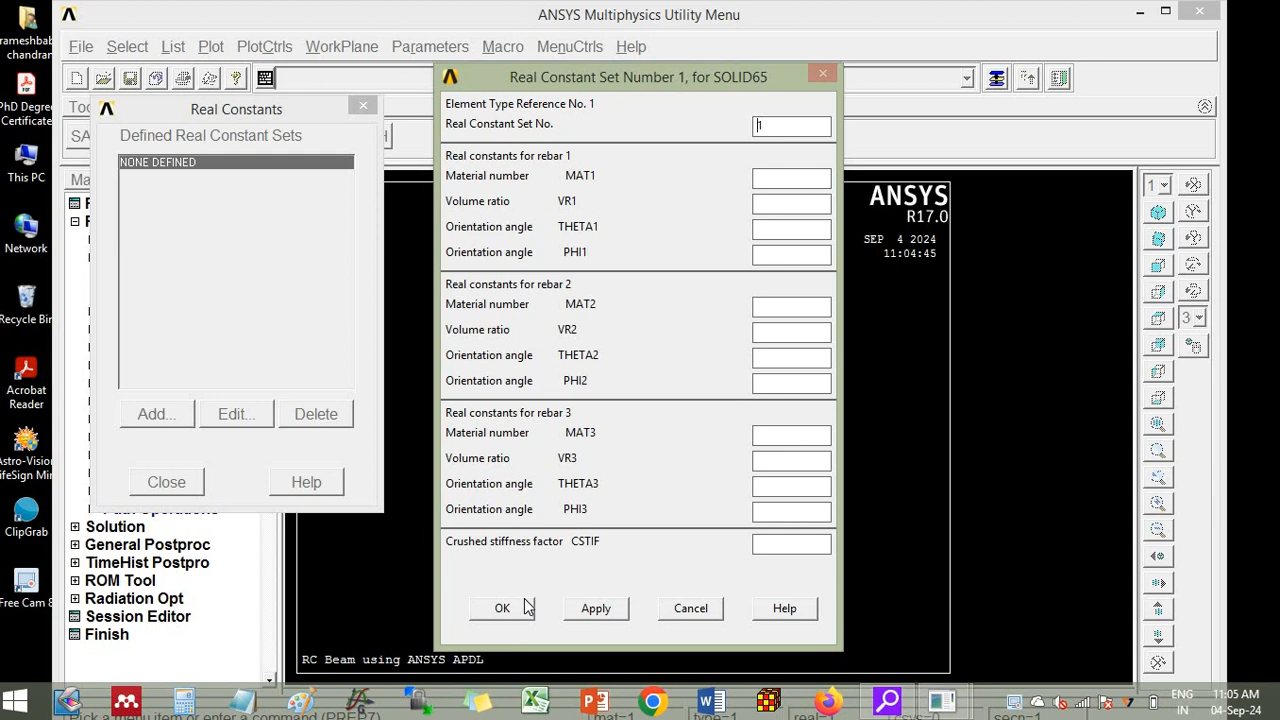 rameshbab
chandran
PhD Degree
Certificate
This PC
Network
Recycle Bin
Acrobat
Reader
Astro-Vision
LifeSign Mini
ClipGrab
Free Cam 8
ANSYS Multiphysics Utility Menu
File Select List Plot PlotCtrls WorkPlane Parameters Macro MenuCtrls Help
Real Constants
Defined Real Constant Sets
NONE DEFINED
Add... Edit... Delete
Close Help
Solution
General Postproc
TimeHist Postpro
ROM Tool
Radiation Opt
Session Editor
Finish
Real Constant Set Number 1, for SOLID65
Element Type Reference No. 1
Real Constant Set No. 1
Real constants for rebar 1
Material number MAT1
Volume ratio VR1
Orientation angle THETA1
Orientation angle PHI1
Real constants for rebar 2
Material number MAT2
Volume ratio VR2
Orientation angle THETA2
Orientation angle PHI2
Real constants for rebar 3
Material number MAT3
Volume ratio VR3
Orientation angle THETA3
Orientation angle PHI3
Crushed stiffness factor CSTIF
OK Apply Cancel Help
ANSYS
R17.0
SEP 4 2024
11:04:45
1
3
RC Beam using ANSYS APDL
ENG
IN
11:05 AM
04-Sep-24